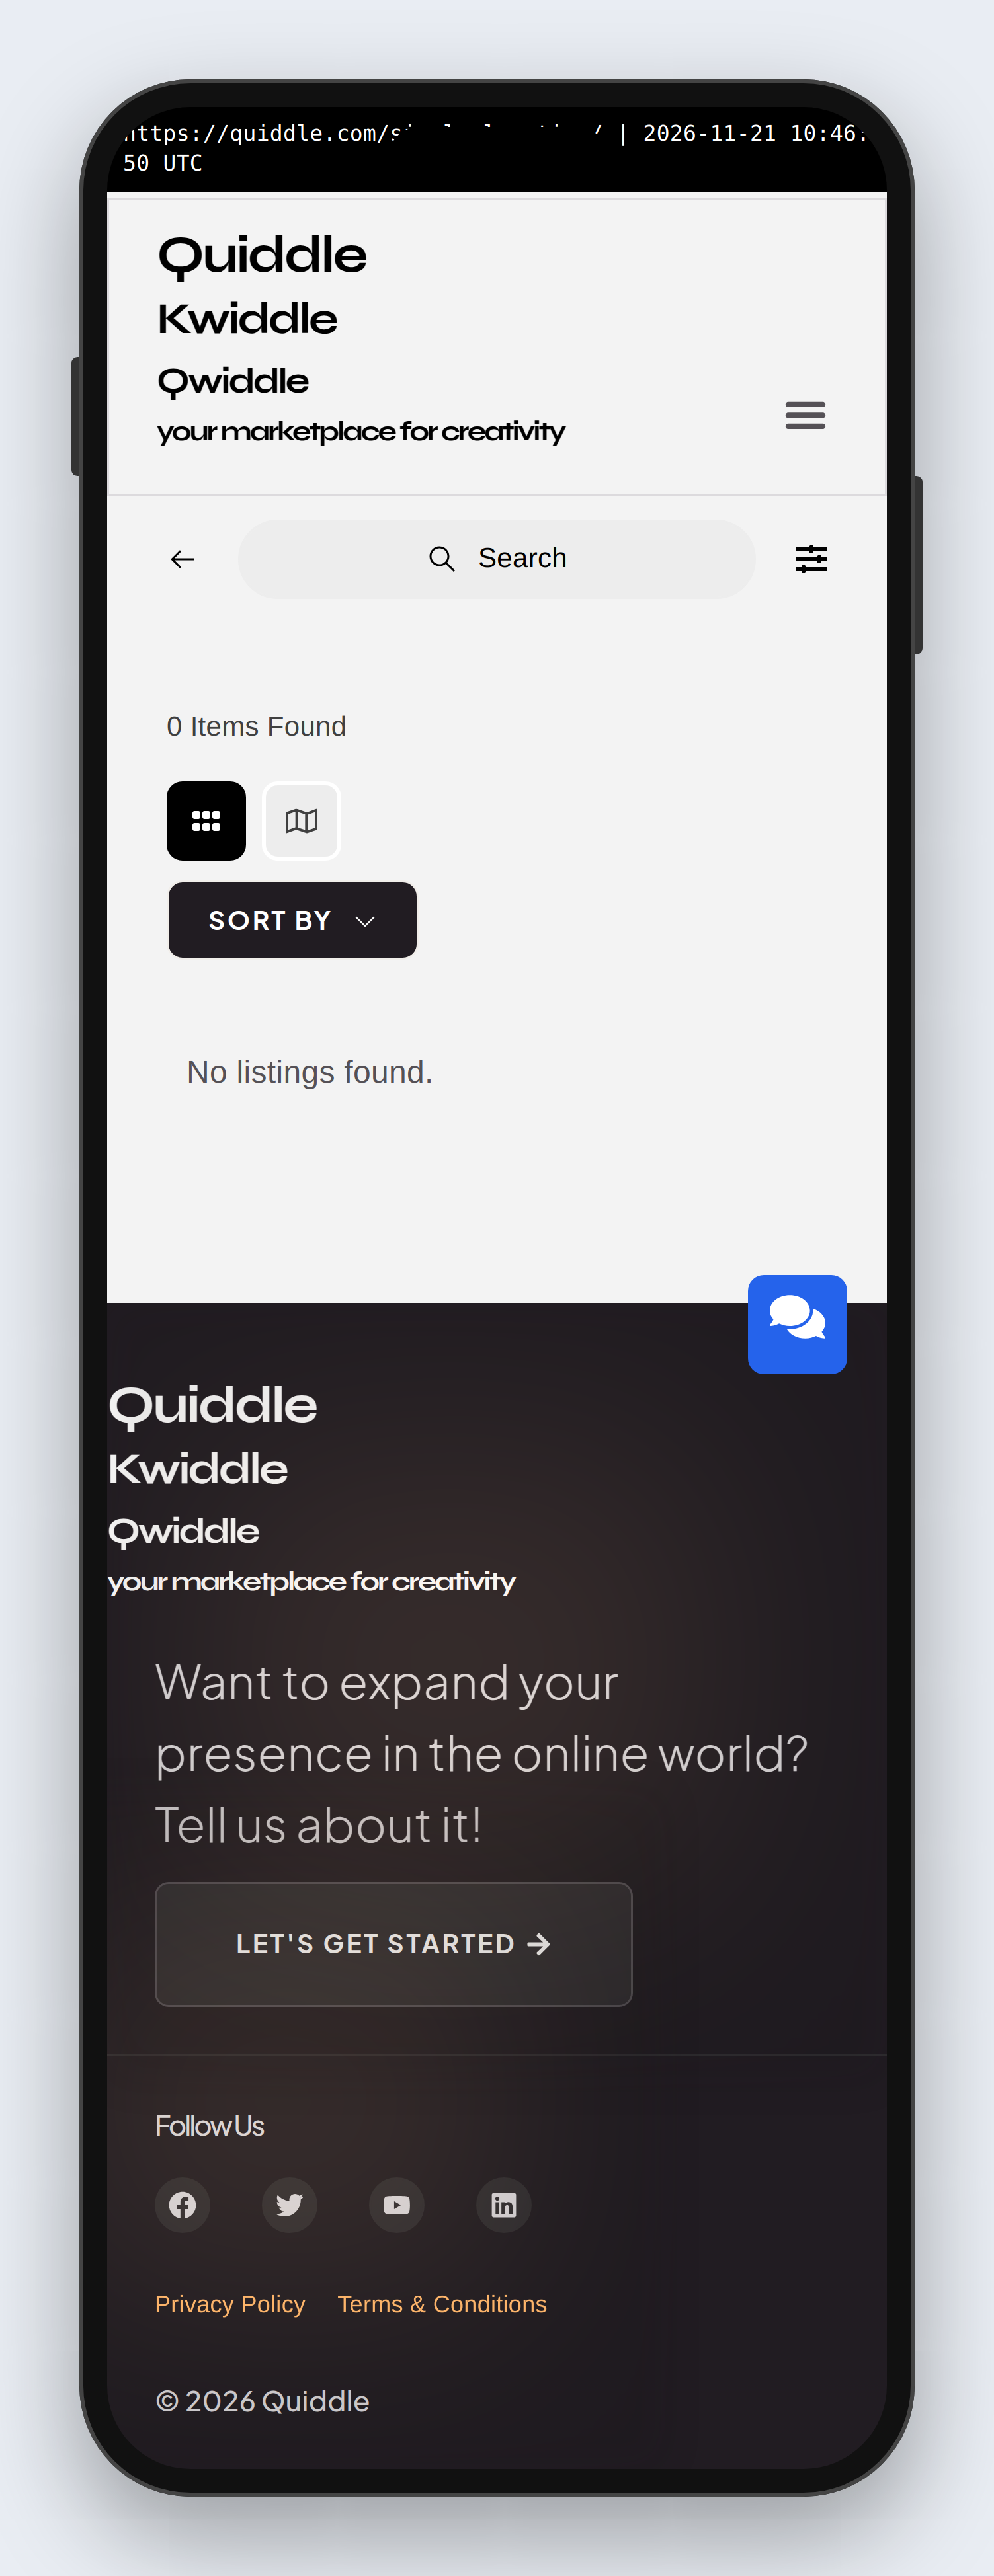 https://quiddle.com/ | 2026-11-21 10:46:
50 UTC
Quiddle
Kwiddle
Qwiddle
your marketplace for creativity
Search
0 Items Found
SORT BY
No listings found.
Quiddle
Kwiddle
Qwiddle
your marketplace for creativity
Want to expand your
presence in the online world?
Tell us about it!
LET'S GET STARTED →
Follow Us
Privacy Policy Terms & Conditions
© 2026 Quiddle